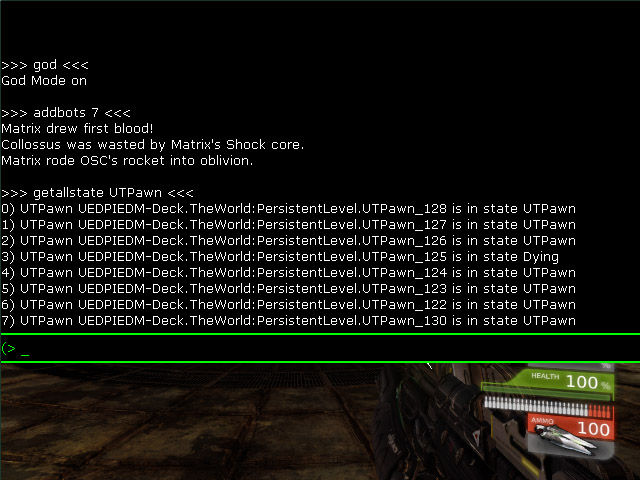 >>> god <<<
God Mode on
>>> addbots 7 <<<
Matrix drew first blood!
Collossus was wasted by Matrix's Shock core.
Matrix rode OSC's rocket into oblivion.
>>> getallstate UTPawn <<<
0) UTPawn UEDPIEDM-Deck.TheWorld:PersistentLevel.UTPawn_128 is in state UTPawn
1) UTPawn UEDPIEDM-Deck.TheWorld:PersistentLevel.UTPawn_127 is in state UTPawn
2) UTPawn UEDPIEDM-Deck.TheWorld:PersistentLevel.UTPawn_126 is in state UTPawn
3) UTPawn UEDPIEDM-Deck.TheWorld:PersistentLevel.UTPawn_125 is in state Dying
4) UTPawn UEDPIEDM-Deck.TheWorld:PersistentLevel.UTPawn_124 is in state UTPawn
5) UTPawn UEDPIEDM-Deck.TheWorld:PersistentLevel.UTPawn_123 is in state UTPawn
6) UTPawn UEDPIEDM-Deck.TheWorld:PersistentLevel.UTPawn_122 is in state UTPawn
7) UTPawn UEDPIEDM-Deck.TheWorld:PersistentLevel.UTPawn_130 is in state UTPawn
(> _
%
HEALTH 100 %
AMMO 100